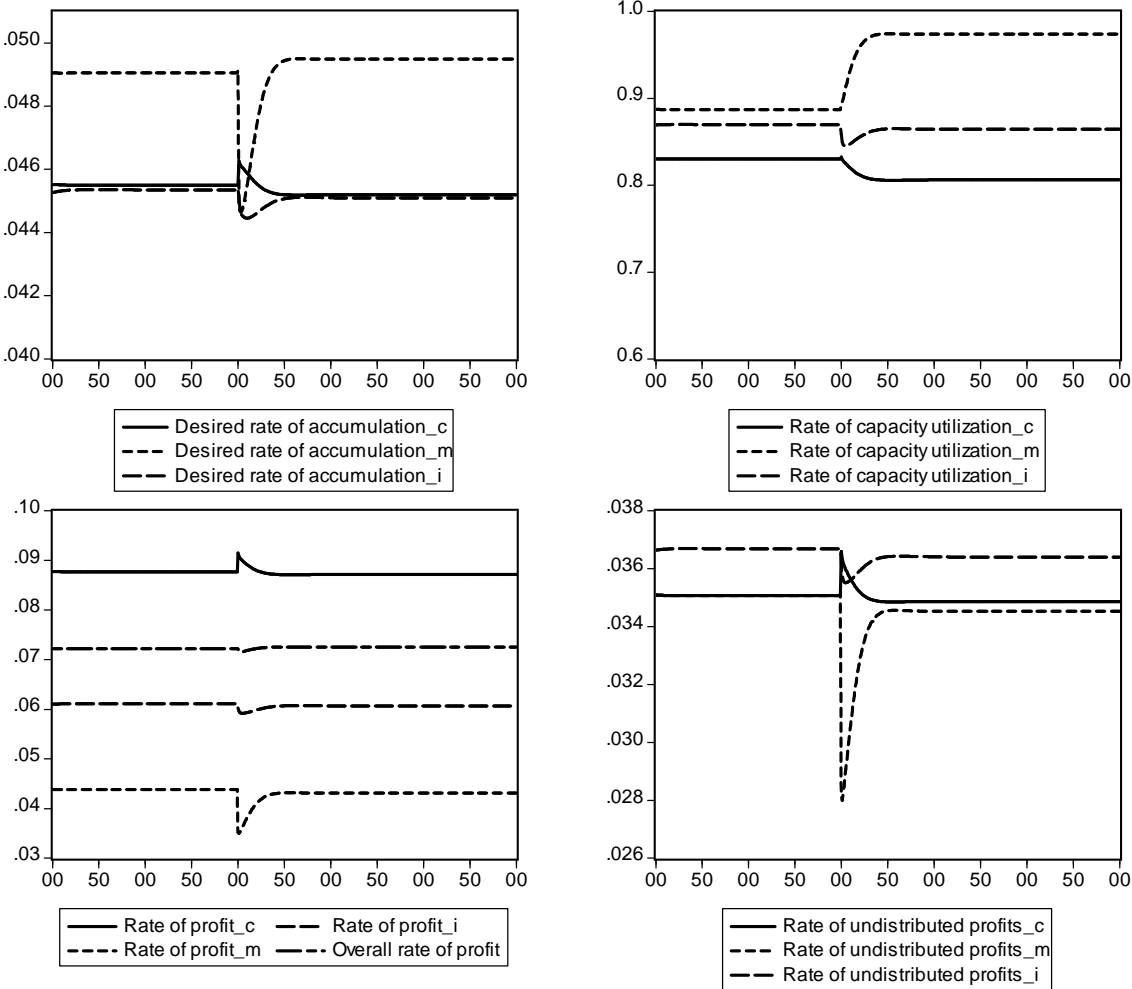 .050
.048
.046
.044
.042
.040
00 50 00 50 00 50 00 50 00 50 00
Desired rate of accumulation_c
Desired rate of accumulation_m
Desired rate of accumulation_i
1.0
0.9
0.8
0.7
0.6
00 50 00 50 00 50 00 50 00 50 00
Rate of capacity utilization_c
Rate of capacity utilization_m
Rate of capacity utilization_i
.10
.09
.08
.07
.06
.05
.04
.03
00 50 00 50 00 50 00 50 00 50 00
Rate of profit_c Rate of profit_i
Rate of profit_m Overall rate of profit
.038
.036
.034
.032
.030
.028
.026
00 50 00 50 00 50 00 50 00 50 00
Rate of undistributed profits_c
Rate of undistributed profits_m
Rate of undistributed profits_i